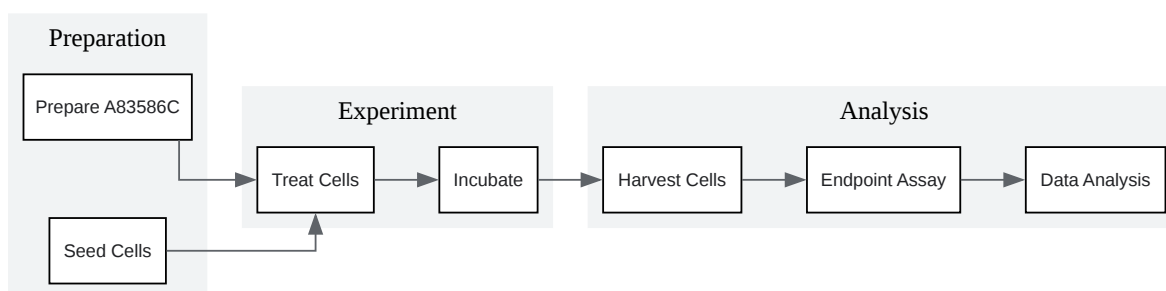 Preparation
Prepare A83586C
Seed Cells
Experiment
Treat Cells
Incubate
Analysis
Harvest Cells
Endpoint Assay
Data Analysis